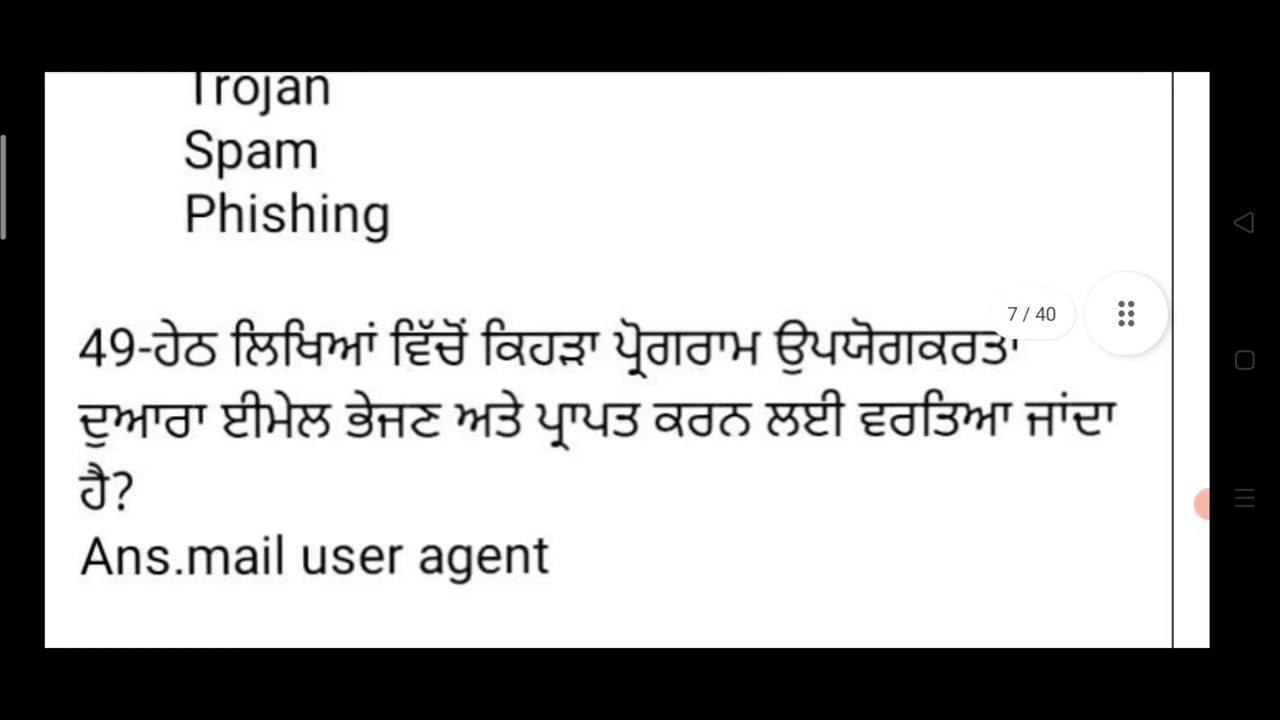 Trojan
Spam
Phishing
7 / 40
49-ਹੇਠ ਲਿਖਿਆਂ ਵਿੱਚੋਂ ਕਿਹੜਾ ਪ੍ਰੋਗਰਾਮ ਉਪਯੋਗਕਰਤਾ
ਦੁਆਰਾ ਈਮੇਲ ਭੇਜਣ ਅਤੇ ਪ੍ਰਾਪਤ ਕਰਨ ਲਈ ਵਰਤਿਆ ਜਾਂਦਾ
ਹੈ?
Ans.mail user agent